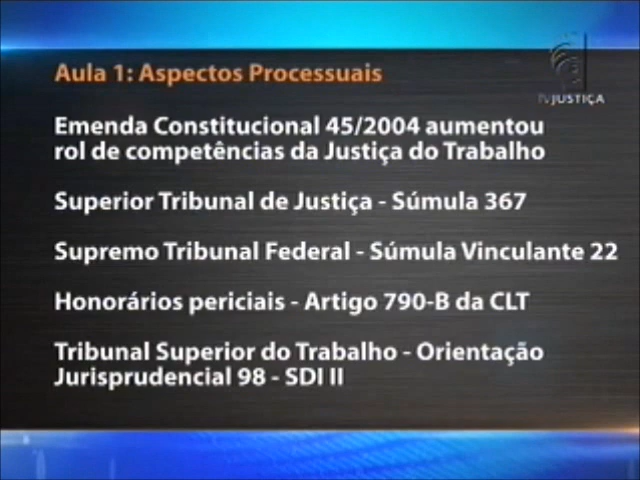 Aula 1: Aspectos Processuais
TV JUSTIÇA
Emenda Constitucional 45/2004 aumentou
rol de competências da Justiça do Trabalho
Superior Tribunal de Justiça - Súmula 367
Supremo Tribunal Federal - Súmula Vinculante 22
Honorários periciais - Artigo 790-B da CLT
Tribunal Superior do Trabalho - Orientação
Jurisprudencial 98 - SDI II